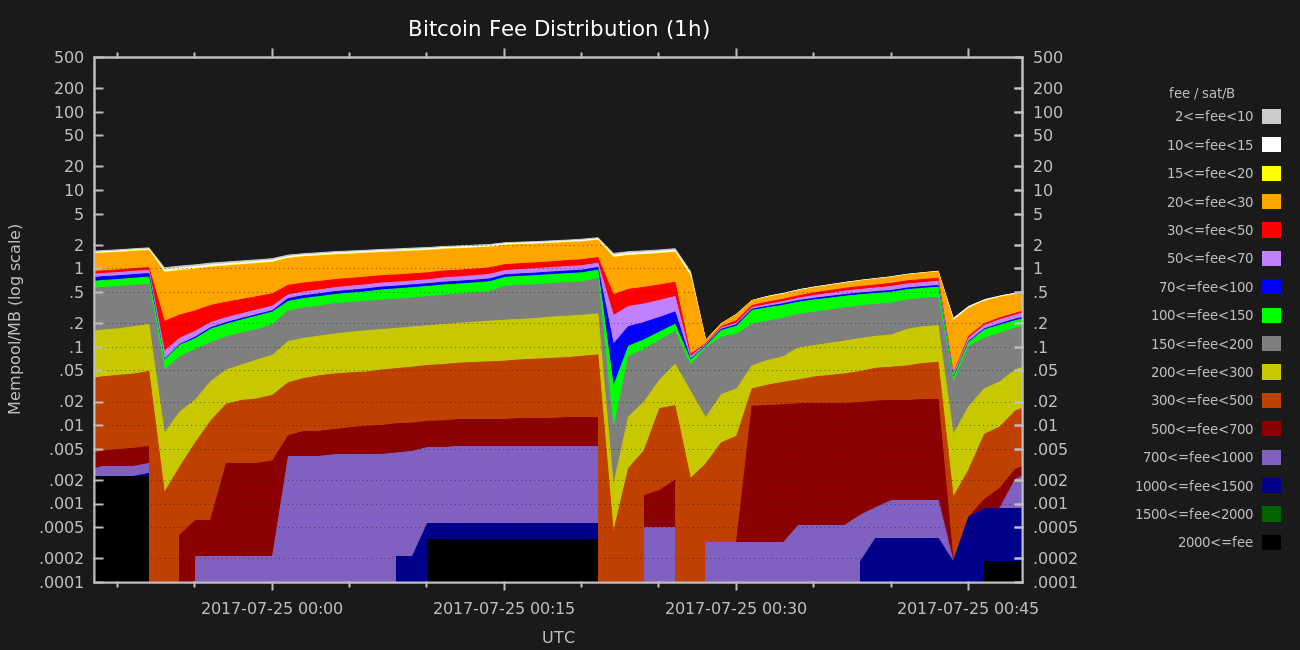 Bitcoin Fee Distribution (1h)
500
200
100
50
20
10
5
2
1
.5
.2
.1
.05
.02
.01
.005
.002
.001
.0005
.0002
.0001
Mempool/MB (log scale)
500
200
100
50
20
10
5
2
1
.5
.2
.1
.05
.02
.01
.005
.002
.001
.0005
.0002
.0001
2017-07-25 00:00
2017-07-25 00:15
2017-07-25 00:30
2017-07-25 00:45
UTC
fee / sat/B
2<=fee<10
10<=fee<15
15<=fee<20
20<=fee<30
30<=fee<50
50<=fee<70
70<=fee<100
100<=fee<150
150<=fee<200
200<=fee<300
300<=fee<500
500<=fee<700
700<=fee<1000
1000<=fee<1500
1500<=fee<2000
2000<=fee